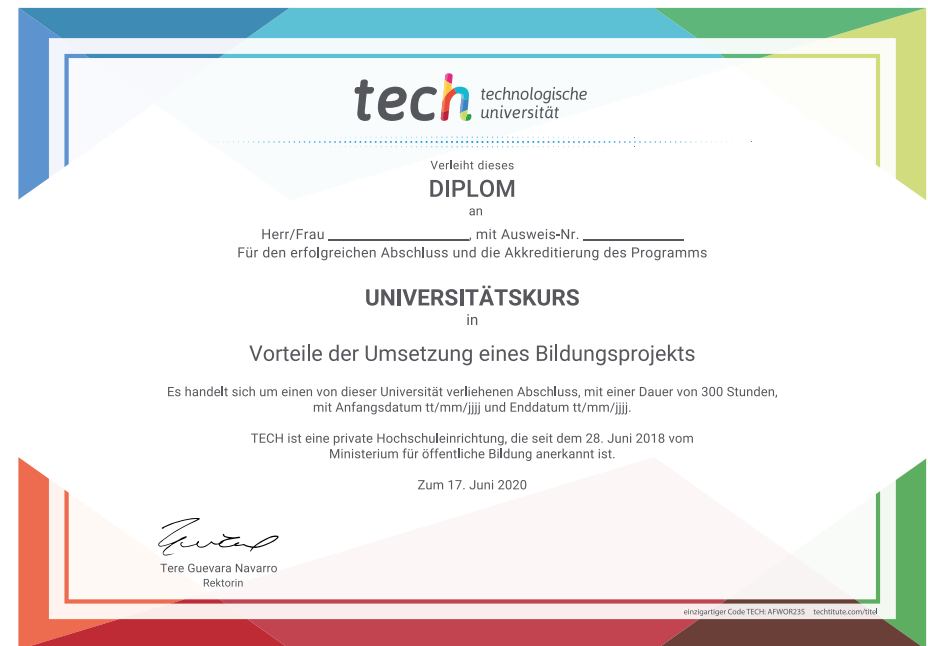 tech technologische
universität
Verleiht dieses
DIPLOM
an
Herr/Frau ____________________, mit Ausweis-Nr. ______________
Für den erfolgreichen Abschluss und die Akkreditierung des Programms
UNIVERSITÄTSKURS
in
Vorteile der Umsetzung eines Bildungsprojekts
Es handelt sich um einen von dieser Universität verliehenen Abschluss, mit einer Dauer von 300 Stunden,
mit Anfangsdatum tt/mm/jjjj und Enddatum tt/mm/jjjj.
TECH ist eine private Hochschuleinrichtung, die seit dem 28. Juni 2018 vom
Ministerium für öffentliche Bildung anerkannt ist.
Zum 17. Juni 2020
Tere Guevara Navarro
Rektorin
einzigartiger Code TECH: AFWOR235 techtitute.com/titel